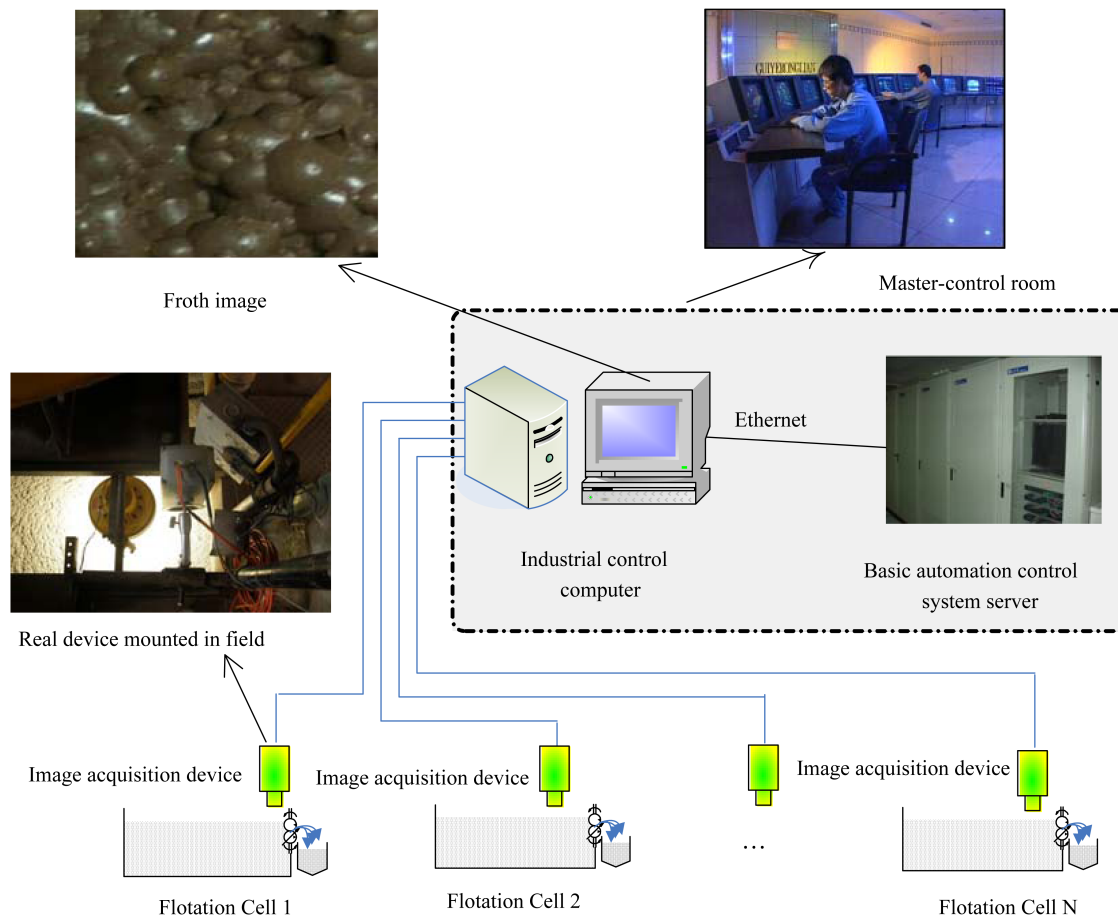 GUIYERONGLIAN
Froth image
Master-control room
Ethernet
Industrial control
computer
Basic automation control
system server
Real device mounted in field
Image acquisition device
Image acquisition device
Image acquisition device
…
Flotation Cell 1
Flotation Cell 2
Flotation Cell N